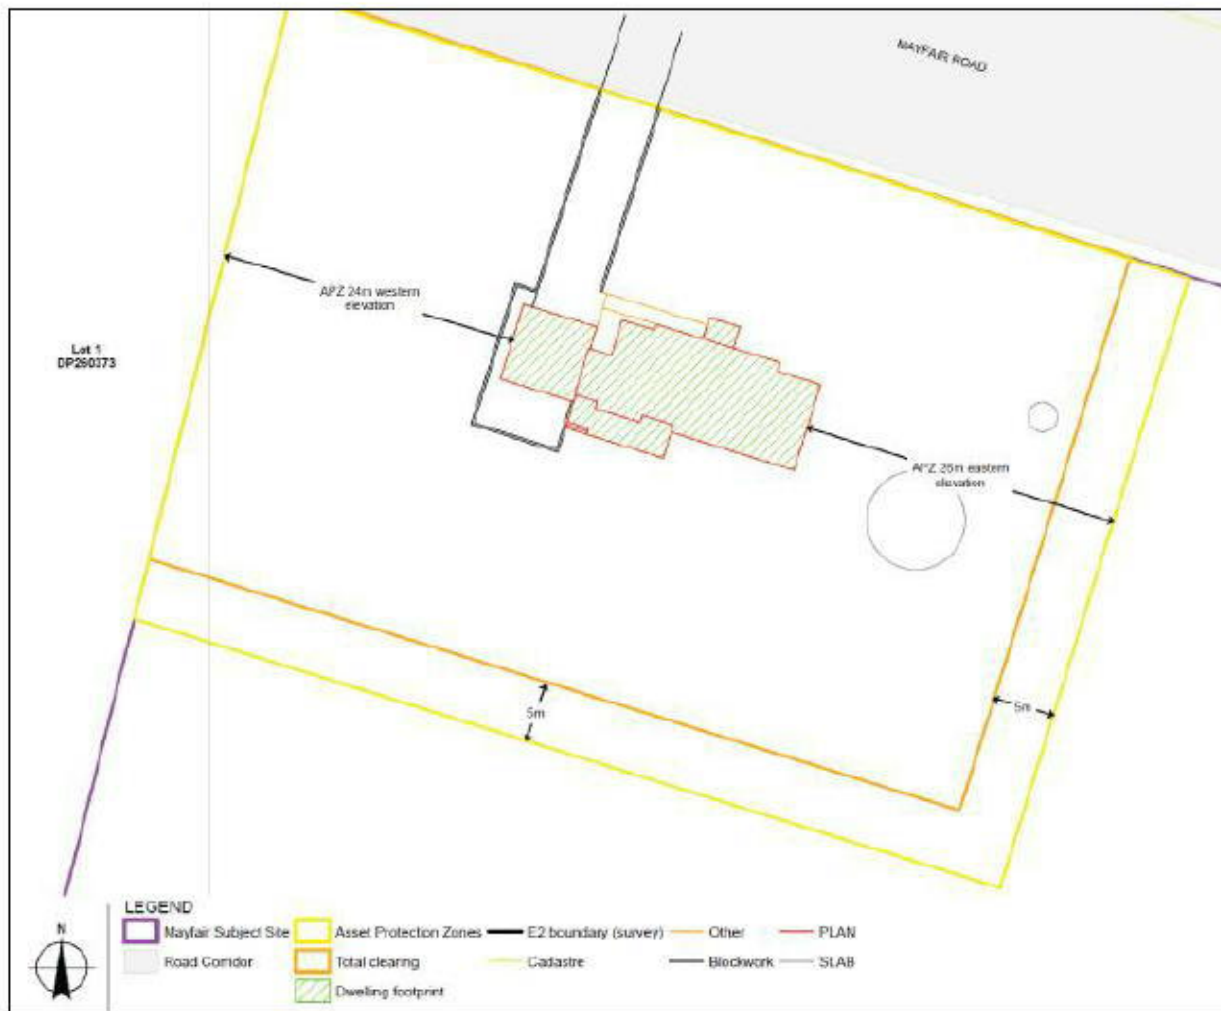 MAYFAIR ROAD
APZ 24m western
elevation
Lot 1
DP260373
APZ 26m eastern
elevation
5m
5m
LEGEND
Mayfair Subject Site
Asset Protection Zones
E2 boundary (survey)
Other
PLAN
Road Corridor
Total clearing
Cadastre
Blockwork
SLAB
Dwelling footprint
N